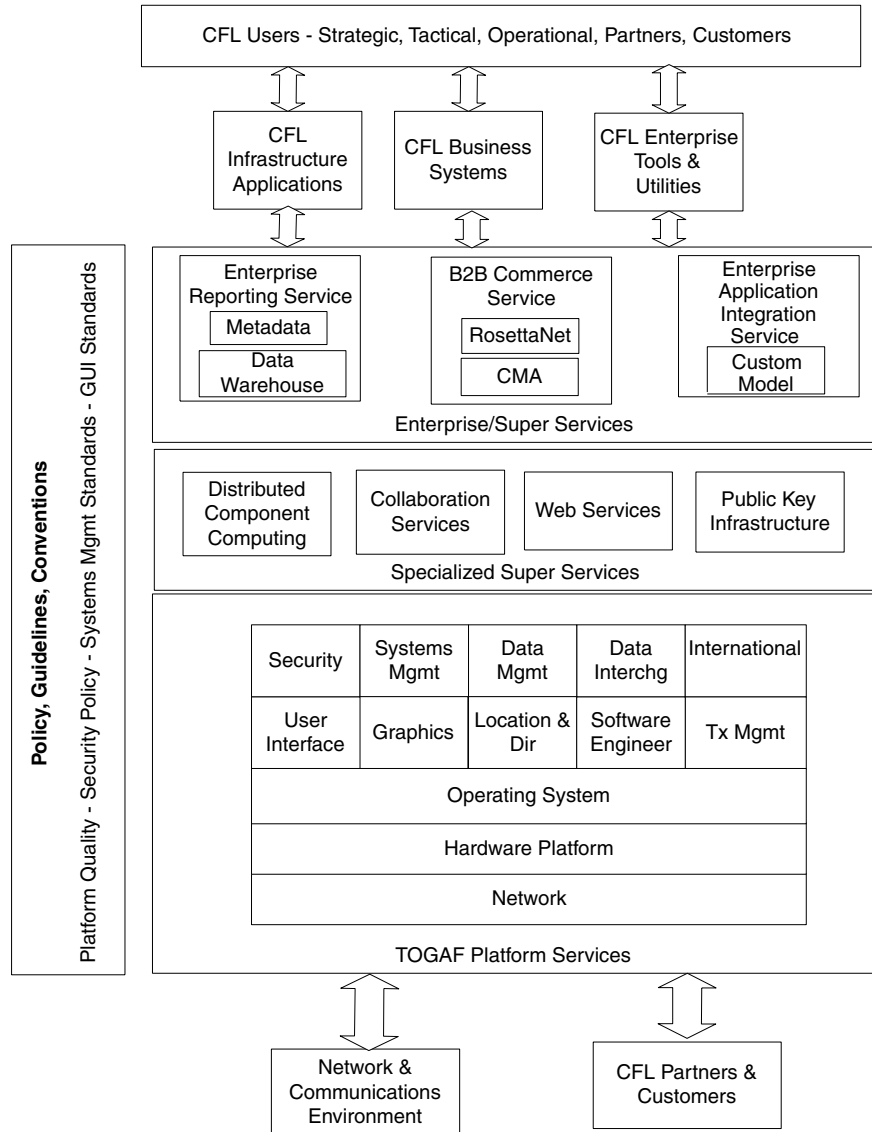 CFL Users - Strategic, Tactical, Operational, Partners, Customers
CFL
Infrastructure
Applications
CFL Business
Systems
CFL Enterprise
Tools &
Utilities
Policy, Guidelines, Conventions
Platform Quality - Security Policy - Systems Mgmt Standards - GUI Standards
Enterprise
Reporting Service
Metadata
Data
Warehouse
B2B Commerce
Service
RosettaNet
CMA
Enterprise
Application
Integration
Service
Custom
Model
Enterprise/Super Services
Distributed
Component
Computing
Collaboration
Services
Web Services
Public Key
Infrastructure
Specialized Super Services
Security
Systems
Mgmt
Data
Mgmt
Data
Interchg
International
User
Interface
Graphics
Location &
Dir
Software
Engineer
Tx Mgmt
Operating System
Hardware Platform
Network
TOGAF Platform Services
Network &
Communications
Environment
CFL Partners &
Customers